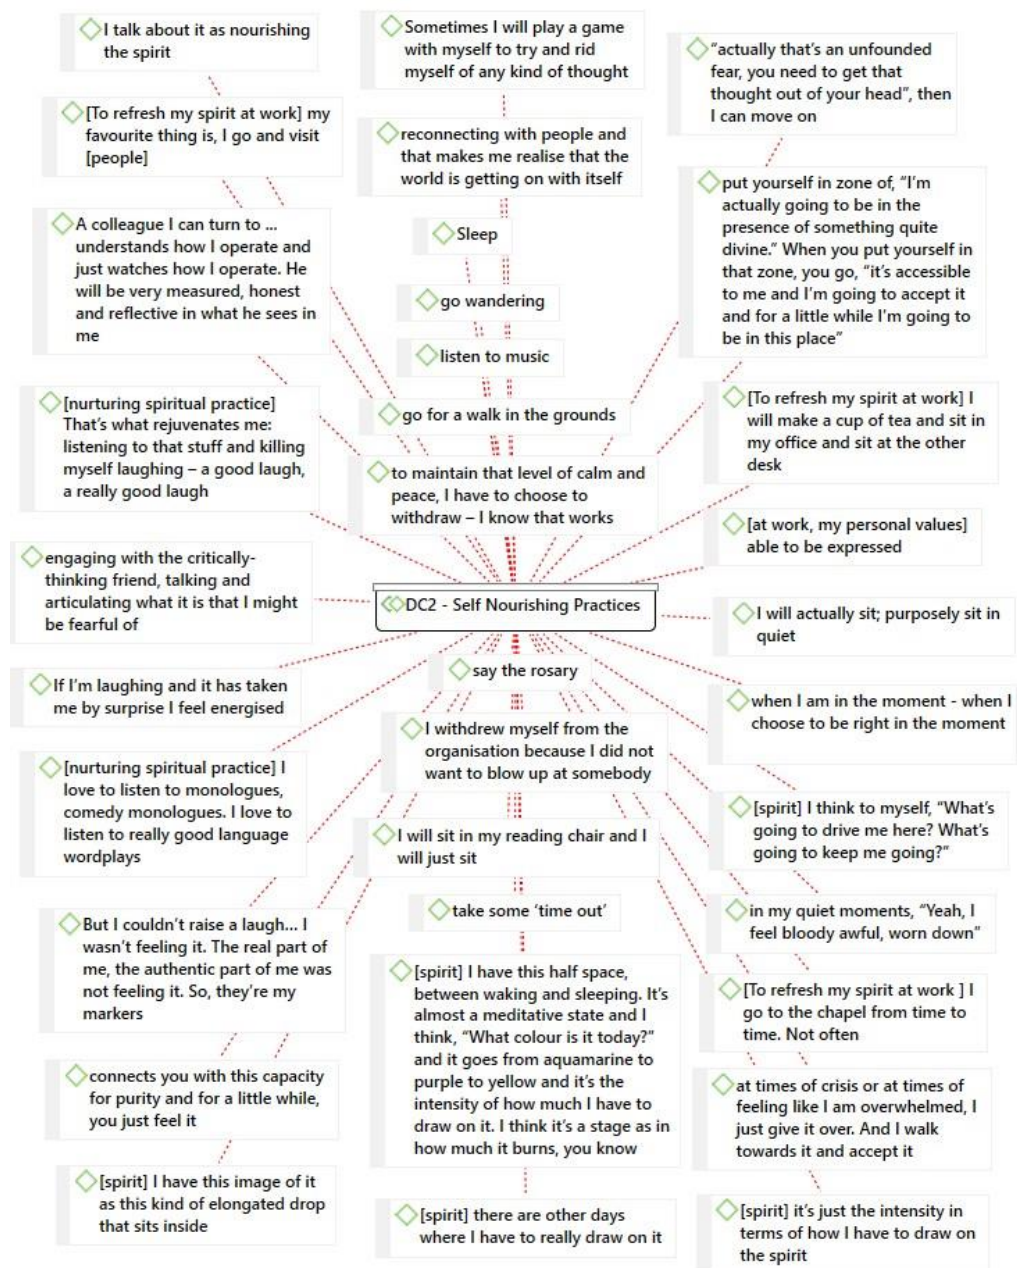 I talk about it as nourishing
the spirit
Sometimes I will play a game
with myself to try and rid
myself of any kind of thought
“actually that’s an unfounded
fear, you need to get that
thought out of your head”, then
I can move on
[To refresh my spirit at work] my
favourite thing is, I go and visit
[people]
reconnecting with people and
that makes me realise that the
world is getting on with itself
put yourself in zone of, “I’m
actually going to be in the
presence of something quite
divine.” When you put yourself in
that zone, you go, “it’s accessible
to me and I’m going to accept it
and for a little while I’m going to
be in this place”
A colleague I can turn to ...
understands how I operate and
just watches how I operate. He
will be very measured, honest
and reflective in what he sees in
me
Sleep
go wandering
listen to music
[nurturing spiritual practice]
That’s what rejuvenates me:
listening to that stuff and killing
myself laughing – a good laugh,
a really good laugh
go for a walk in the grounds
[To refresh my spirit at work] I
will make a cup of tea and sit in
my office and sit at the other
desk
to maintain that level of calm and
peace, I have to choose to
withdraw – I know that works
[at work, my personal values]
able to be expressed
engaging with the critically-
thinking friend, talking and
articulating what it is that I might
be fearful of
DC2 - Self Nourishing Practices
I will actually sit; purposely sit in
quiet
say the rosary
If I’m laughing and it has taken
me by surprise I feel energised
when I am in the moment - when I
choose to be right in the moment
I withdrew myself from the
organisation because I did not
want to blow up at somebody
[nurturing spiritual practice] I
love to listen to monologues,
comedy monologues. I love to
listen to really good language
wordplays
[spirit] I think to myself, “What’s
going to drive me here? What’s
going to keep me going?”
I will sit in my reading chair and I
will just sit
take some ‘time out’
in my quiet moments, “Yeah, I
feel bloody awful, worn down”
But I couldn’t raise a laugh... I
wasn’t feeling it. The real part of
me, the authentic part of me was
not feeling it. So, they’re my
markers
[spirit] I have this half space,
between waking and sleeping. It’s
almost a meditative state and I
think, “What colour is it today?”
and it goes from aquamarine to
purple to yellow and it’s the
intensity of how much I have to
draw on it. I think it’s a stage as in
how much it burns, you know
[To refresh my spirit at work ] I
go to the chapel from time to
time. Not often
connects you with this capacity
for purity and for a little while,
you just feel it
at times of crisis or at times of
feeling like I am overwhelmed, I
just give it over. And I walk
towards it and accept it
[spirit] I have this image of it
as this kind of elongated drop
that sits inside
[spirit] there are other days
where I have to really draw on it
[spirit] it’s just the intensity in
terms of how I have to draw on
the spirit